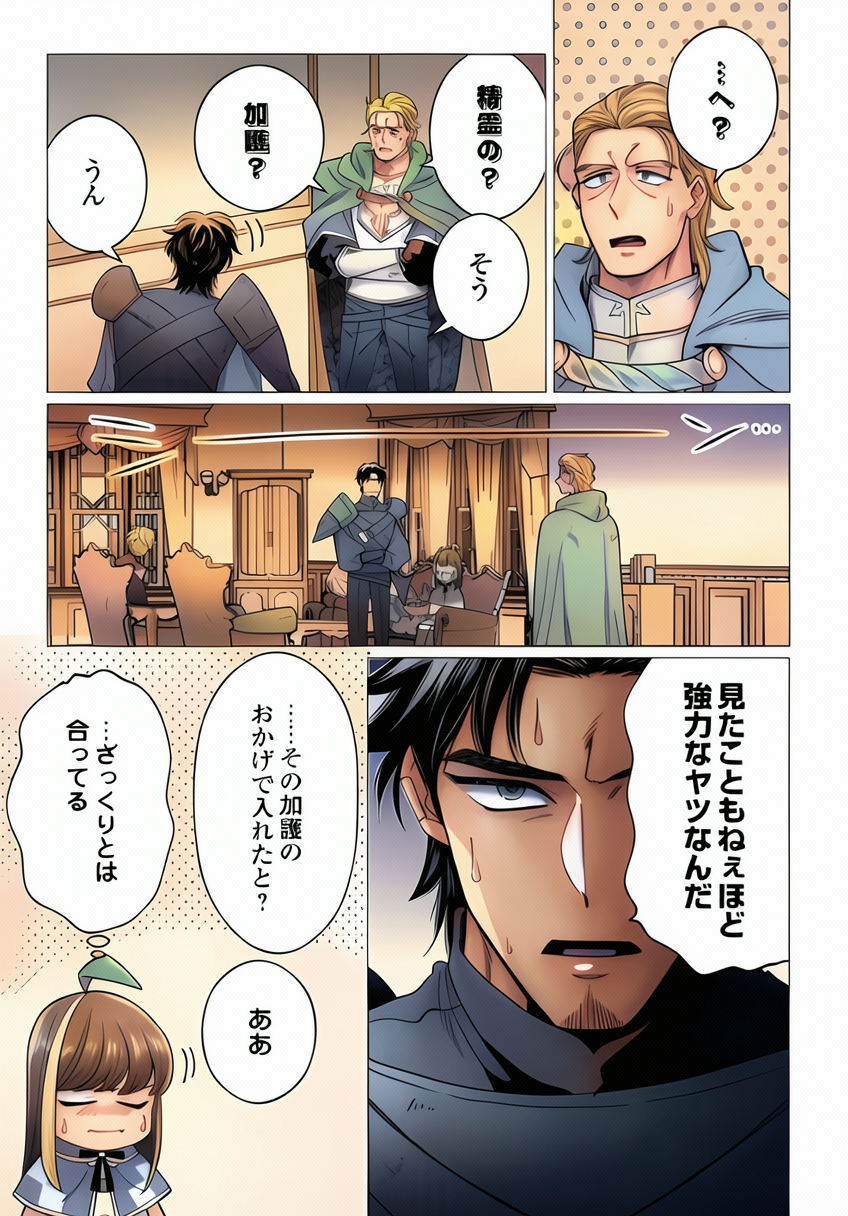 …へ？
精霊の？
そう
加護？
うん
シーン…
見たこともねぇほど
強力なヤツなんだ
……その加護の
おかげで入れたと？
ああ
…ざっくりとは
合ってる